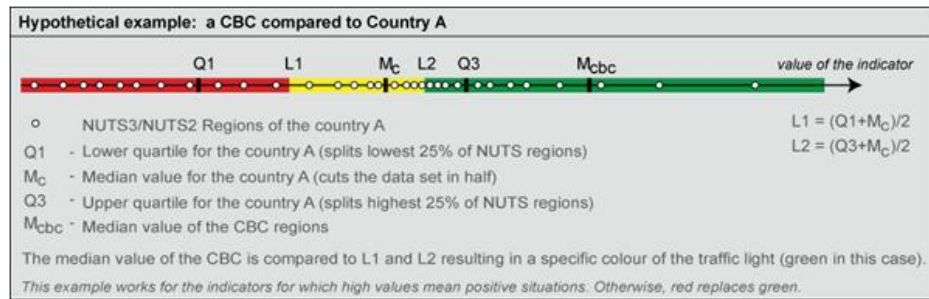 Hypothetical example: a CBC compared to Country A
Q1 L1 Mc L2 Q3 Mcbc value of the indicator
NUTS3/NUTS2 Regions of the country A L1 = (Q1+Mc)/2
Q1 - Lower quartile for the country A (splits lowest 25% of NUTS regions) L2 = (Q3+Mc)/2
Mc - Median value for the country A (cuts the data set in half)
Q3 - Upper quartile for the country A (splits highest 25% of NUTS regions)
Mcbc - Median value of the CBC regions
The median value of the CBC is compared to L1 and L2 resulting in a specific colour of the traffic light (green in this case).
This example works for the indicators for which high values mean positive situations. Otherwise, red replaces green.